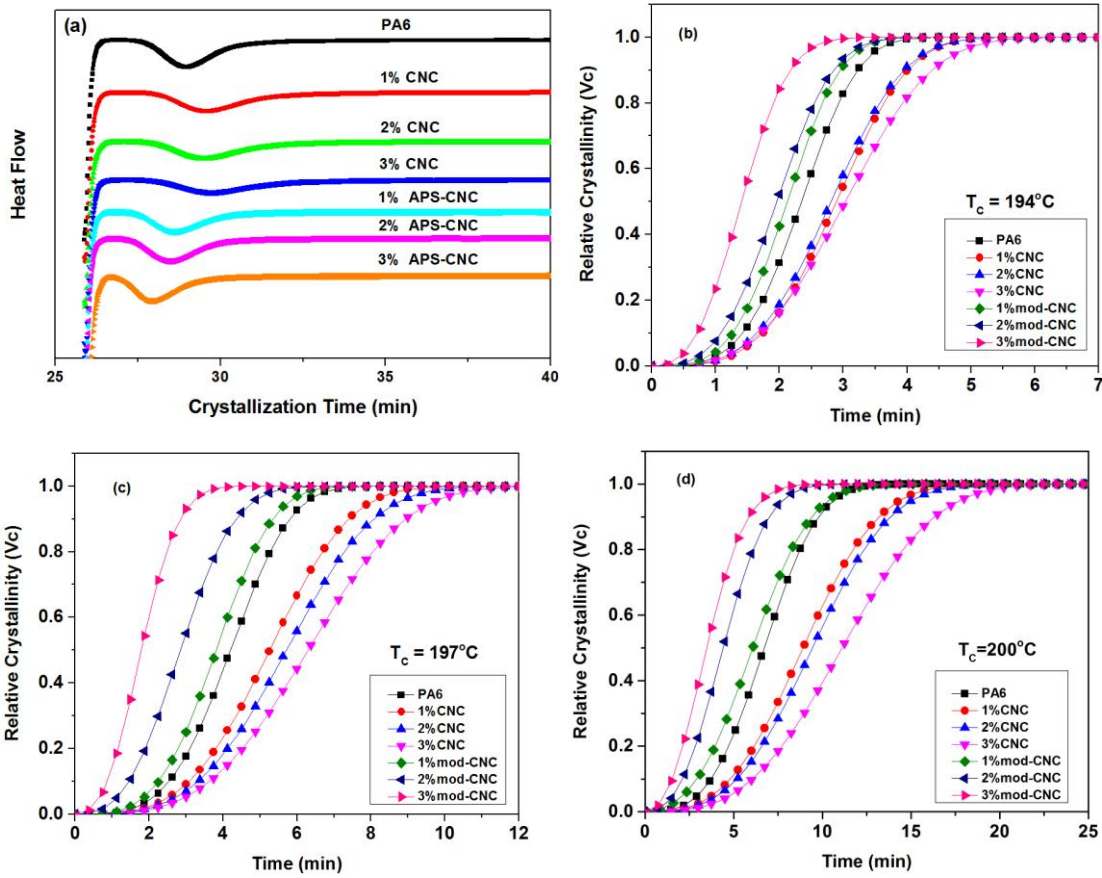 (a)
PA6
1% CNC
2% CNC
3% CNC
1% APS-CNC
2% APS-CNC
3% APS-CNC
Heat Flow
25 30 35 40
Crystallization Time (min)
(b)
Relative Crystallinity (Vc)
1.0
0.8
0.6
0.4
0.2
0.0
T_C = 194°C
PA6
1%CNC
2%CNC
3%CNC
1%mod-CNC
2%mod-CNC
3%mod-CNC
0 1 2 3 4 5 6 7
Time (min)
(c)
Relative Crystallinity (Vc)
1.0
0.8
0.6
0.4
0.2
0.0
T_C = 197°C
PA6
1%CNC
2%CNC
3%CNC
1%mod-CNC
2%mod-CNC
3%mod-CNC
0 2 4 6 8 10 12
Time (min)
(d)
Relative Crystallinity (Vc)
1.0
0.8
0.6
0.4
0.2
0.0
T_C=200°C
PA6
1%CNC
2%CNC
3%CNC
1%mod-CNC
2%mod-CNC
3%mod-CNC
0 5 10 15 20 25
Time (min)